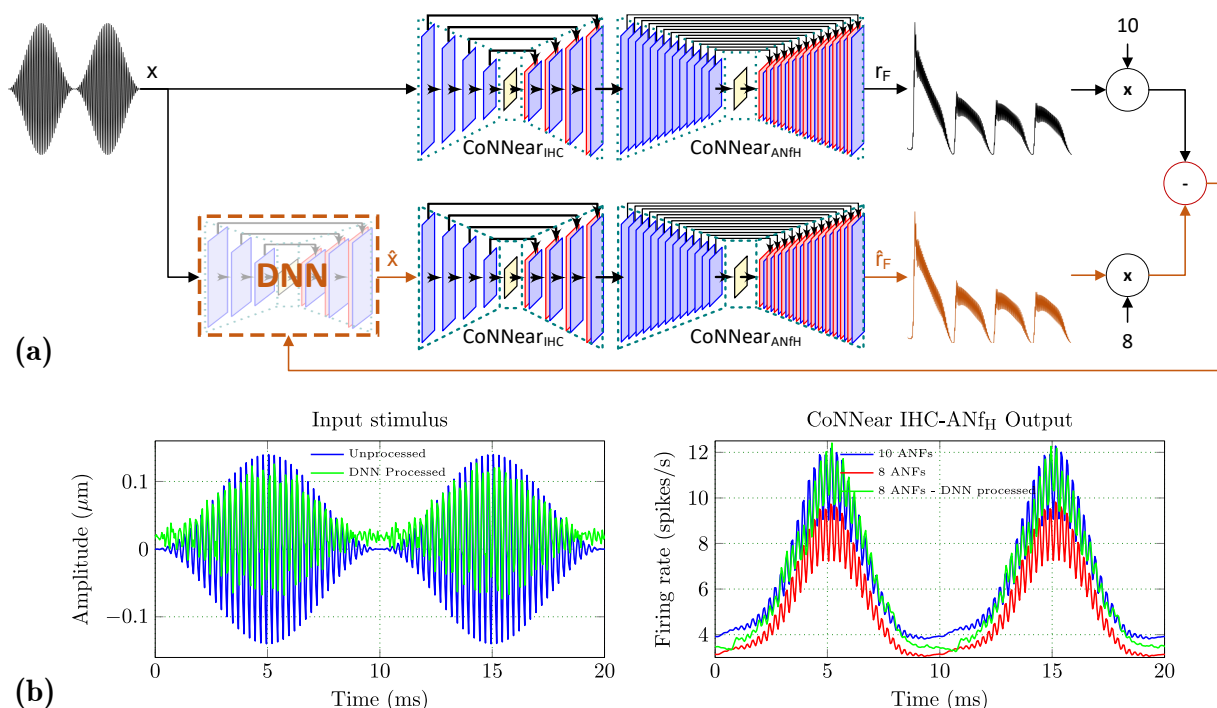 10
x
r_F
x
CoNNear_IHC
CoNNear_ANfH
-
DNN
x̂
r̂_F
x
CoNNear_IHC
CoNNear_ANfH
8
(a)
Input stimulus
Unprocessed
DNN Processed
Amplitude (μm)
0.1
0
−0.1
0
5
10
15
20
Time (ms)
CoNNear IHC-ANf_H Output
10 ANFs
8 ANFs
8 ANFs - DNN processed
Firing rate (spikes/s)
12
10
8
6
4
0
5
10
15
20
Time (ms)
(b)